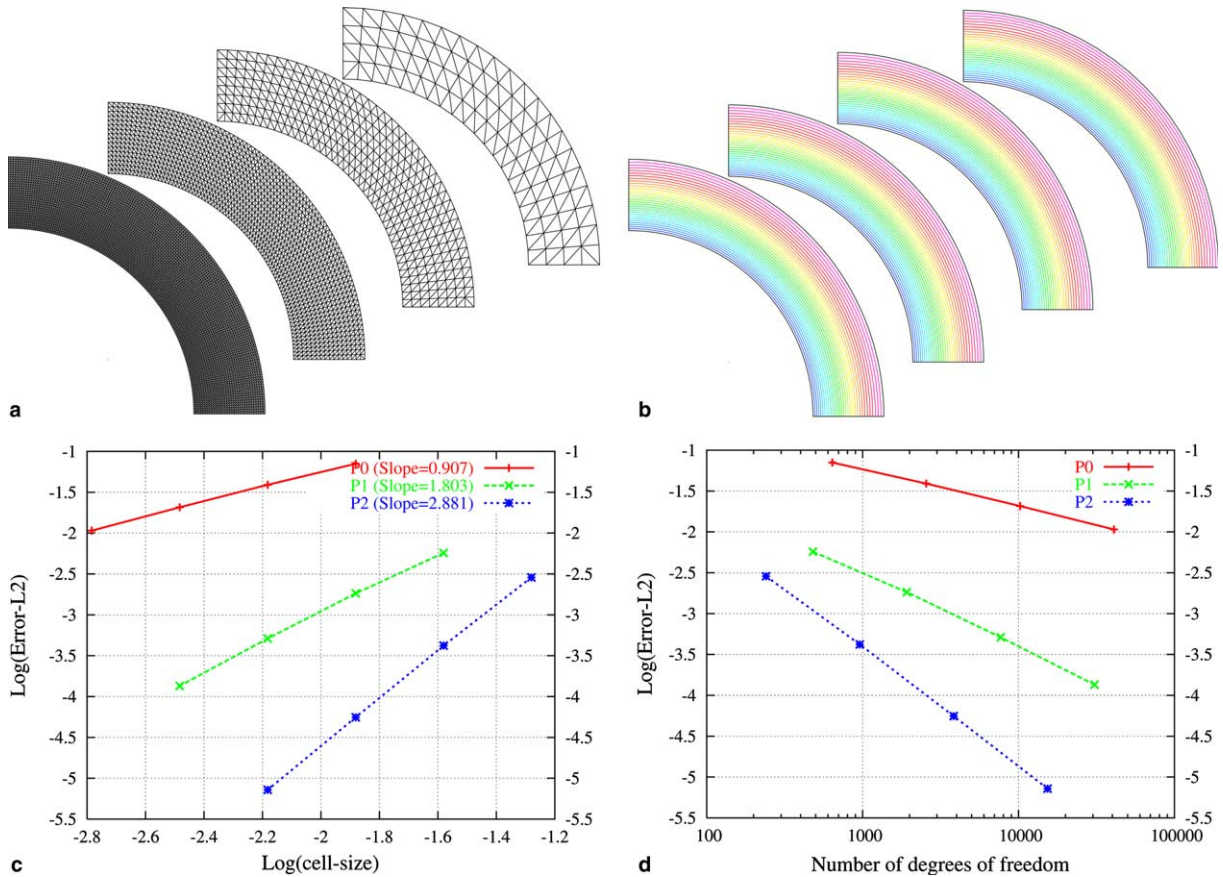 a
b
-1
-1.5
-2
-2.5
-3
-3.5
-4
-4.5
-5
-5.5
Log(Error-L2)
P0 (Slope=0.907)
P1 (Slope=1.803)
P2 (Slope=2.881)
-1
-1.5
-2
-2.5
-3
-3.5
-4
-4.5
-5
-5.5
-2.8 -2.6 -2.4 -2.2 -2 -1.8 -1.6 -1.4 -1.2
c Log(cell-size)
-1
-1.5
-2
-2.5
-3
-3.5
-4
-4.5
-5
-5.5
Log(Error-L2)
P0
P1
P2
-1
-1.5
-2
-2.5
-3
-3.5
-4
-4.5
-5
-5.5
100 1000 10000 100000
d Number of degrees of freedom